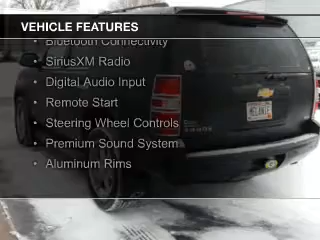 VEHICLE FEATURES
• Bluetooth Connectivity
• SiriusXM Radio
• Digital Audio Input
• Remote Start
• Steering Wheel Controls
• Premium Sound System
• Aluminum Rims